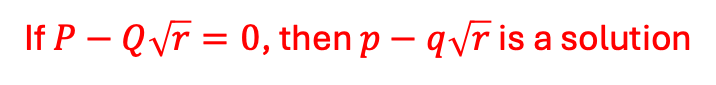 If P − Q√r = 0, then p − q√r is a solution